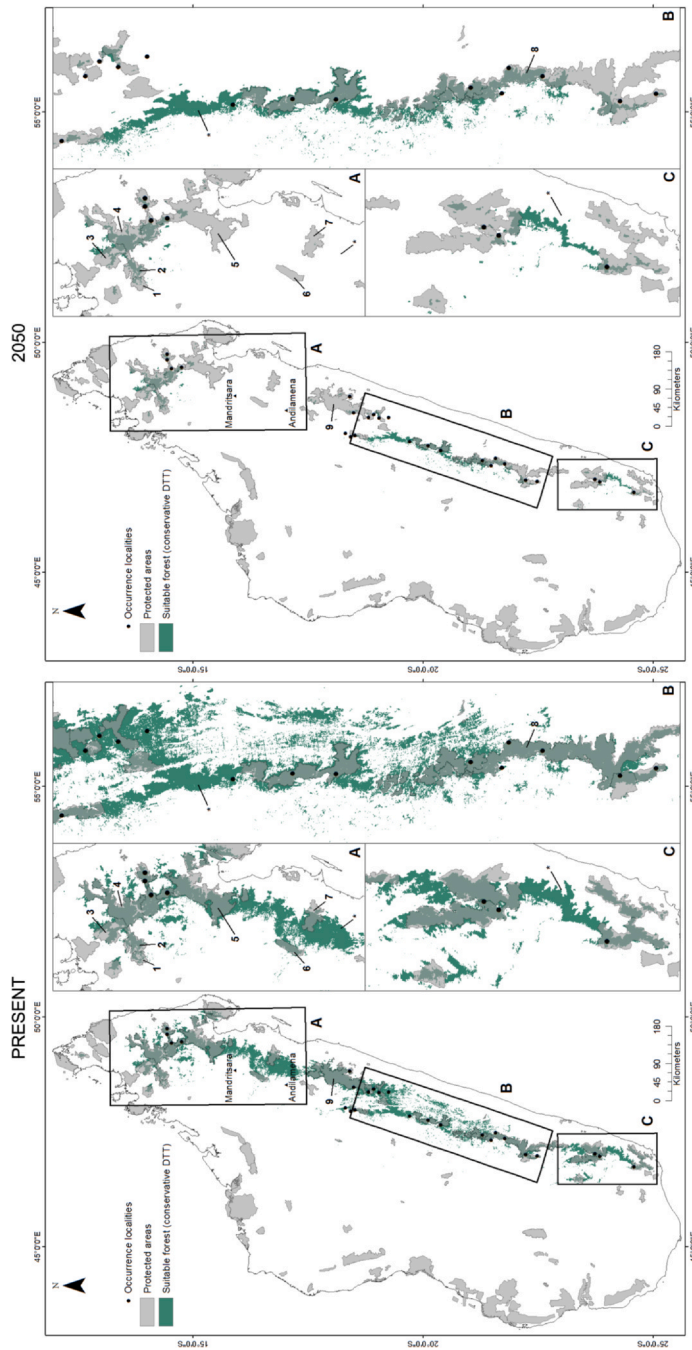 PRESENT
45°0'0"E
50°0'0"E
55°0'0"E
N
• Occurrence localities
Protected areas
Suitable forest (conservative DTT)
Mandritsara
Andilamena
9
A
B
C
0 45 90 180
Kilometers
15°0'0"S
20°0'0"S
25°0'0"S
1
2
3
4
5
6
7
*
A
*
C
*
8
B
2050
45°0'0"E
50°0'0"E
55°0'0"E
N
• Occurrence localities
Protected areas
Suitable forest (conservative DTT)
Mandritsara
Andilamena
9
A
B
C
0 45 90 180
Kilometers
15°0'0"S
20°0'0"S
25°0'0"S
1
2
3
4
5
6
7
*
A
*
C
*
8
B